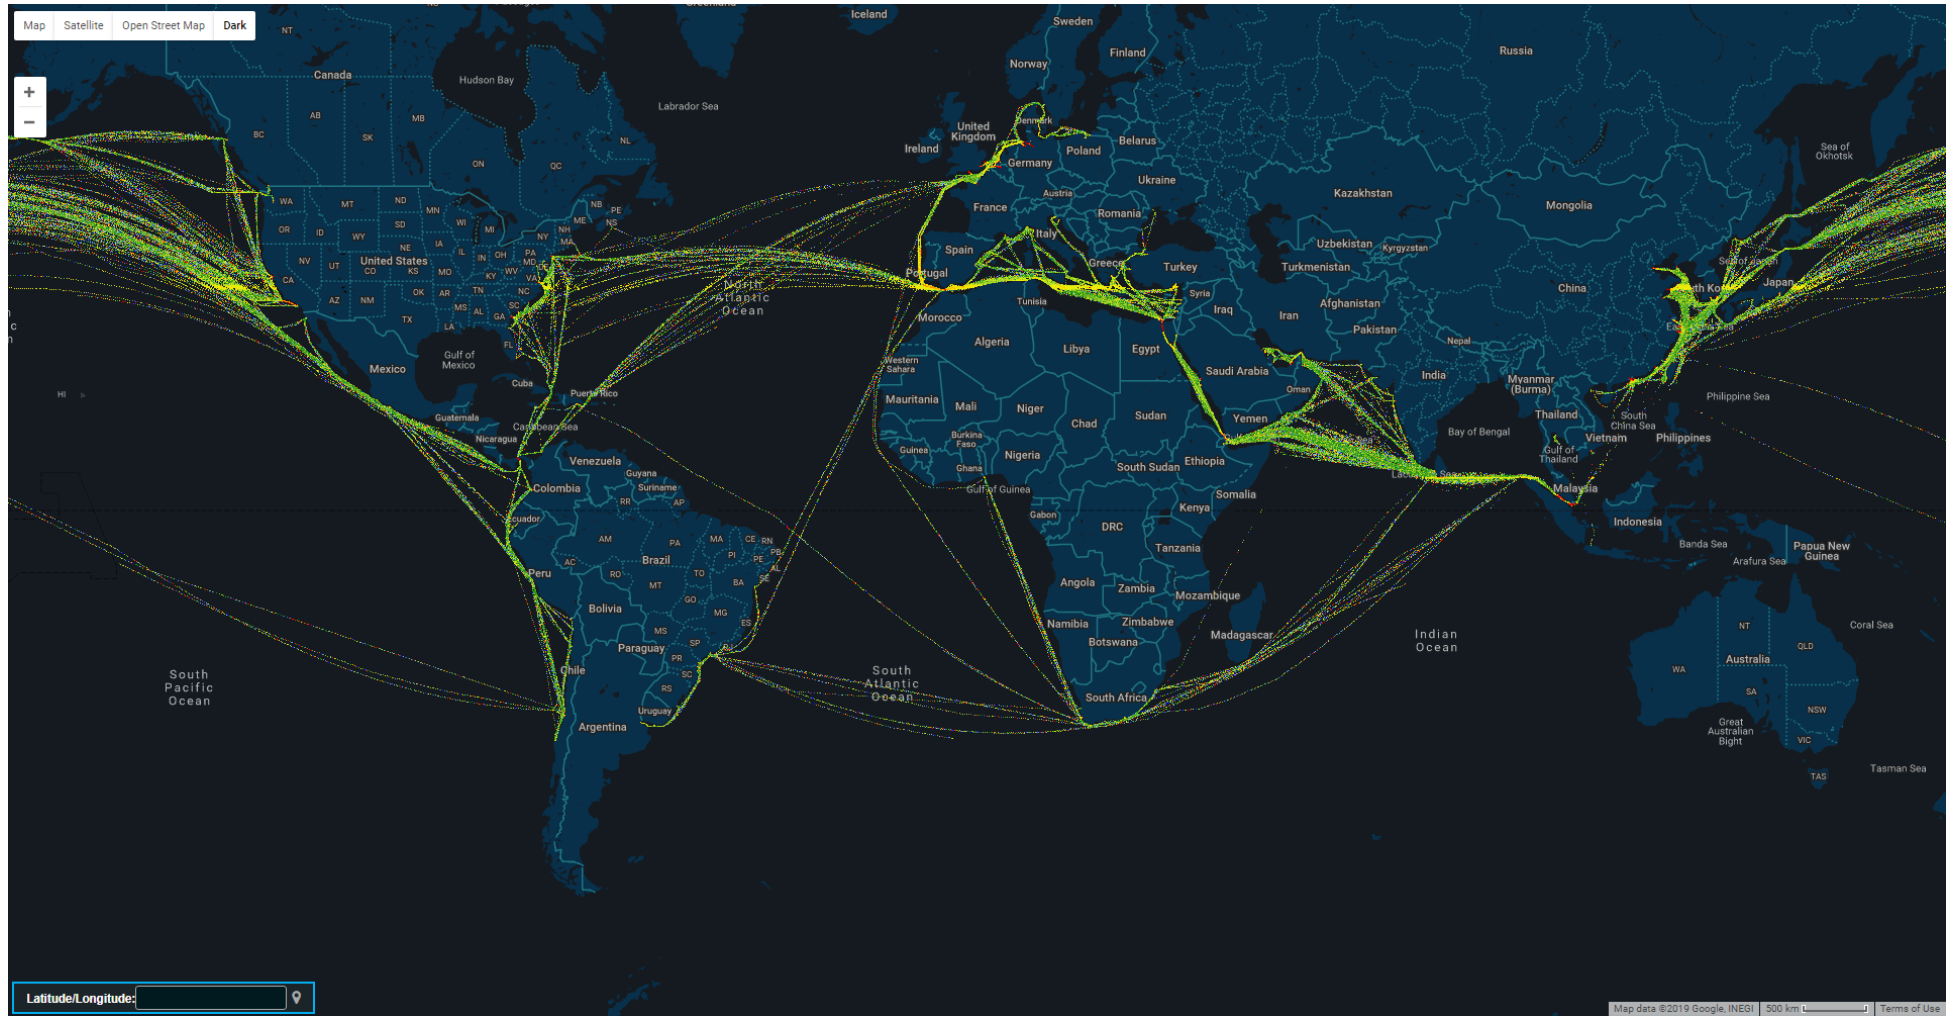 Map Satellite Open Street Map Dark
+
−
Greenland
Iceland
Sweden
Finland
Norway
Russia
NT
Canada
Hudson Bay
Labrador Sea
AB
MB
SK
BC
ON
QC
NL
United
Kingdom
Ireland
Denmark
Belarus
Poland
Germany
Ukraine
Austria
France
Romania
Kazakhstan
Mongolia
Sea of
Okhotsk
WA
MT
ND
MN
OR
ID
WY
SD
WI
MI
NB
PE
ME
NS
NH
MA
NY
NV
UT
United States
CO
NE
KS
IA
IL
IN
OH
PA
MD
DE
MO
KY
WV
VA
CA
AZ
NM
OK
AR
TN
NC
SC
TX
MS
AL
GA
LA
FL
Spain
Portugal
Italy
Greece
Turkey
Uzbekistan
Kyrgyzstan
Turkmenistan
Sea of Japan
Japan
South Korea
China
North
Atlantic
Ocean
Tunisia
Syria
Iraq
Iran
Afghanistan
Pakistan
Nepal
East China Sea
Morocco
Algeria
Libya
Egypt
Western
Sahara
Saudi Arabia
Oman
India
Myanmar
(Burma)
Mexico
Gulf of
Mexico
Cuba
Puerto Rico
HI
Guatemala
Nicaragua
Caribbean Sea
Mauritania
Mali
Niger
Chad
Sudan
Yemen
Burkina
Faso
Guinea
Ghana
Nigeria
South Sudan
Ethiopia
Bay of Bengal
Thailand
South
China Sea
Vietnam
Philippines
Philippine Sea
Gulf of
Thailand
Malaysia
Venezuela
Guyana
Suriname
Colombia
RR
AP
Gulf of Guinea
Gabon
Somalia
Kenya
DRC
Laccadive Sea
Indonesia
Banda Sea
Papua New
Guinea
Arafura Sea
Ecuador
AM
PA
MA
CE
RN
PB
PI
PE
AL
SE
AC
RO
Brazil
TO
BA
MT
Peru
Bolivia
GO
MG
ES
MS
SP
RJ
Paraguay
PR
SC
RS
Chile
Uruguay
Argentina
Tanzania
Angola
Zambia
Mozambique
Zimbabwe
Namibia
Botswana
Madagascar
South Africa
Indian
Ocean
South
Pacific
Ocean
South
Atlantic
Ocean
NT
Coral Sea
QLD
WA
Australia
SA
NSW
Great
Australian
Bight
VIC
TAS
Tasman Sea
Latitude/Longitude:
Map data ©2019 Google, INEGI 500 km Terms of Use